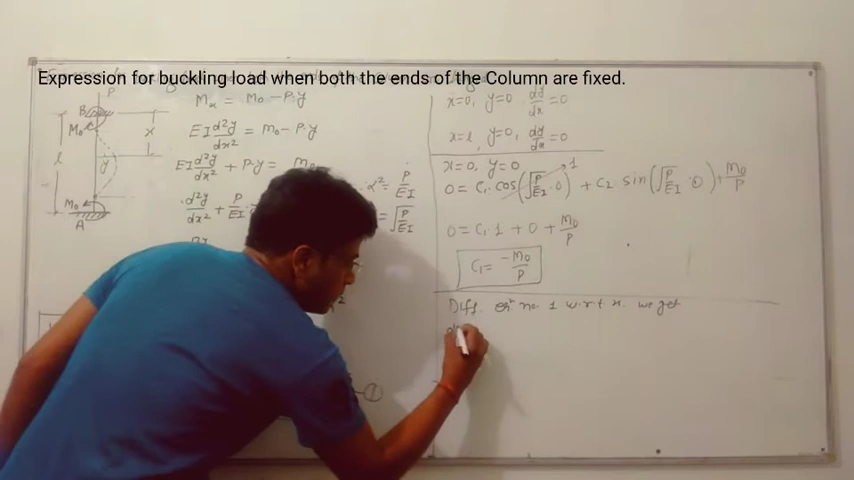 Expression for buckling load when both the ends of the Column are fixed.
P
B
M₀
x
l
y
M₀
A
Mₓ = M₀ - P.y
EI d²y/dx² = M₀ - P.y
EI d²y/dx² + P.y = M₀
d²y/dx² + P/EI
α² = P/EI
= √(P/EI)
①
x=0, y=0 dy/dx = 0
x=l, y=0, dy/dx = 0
x=0, y=0
0 = C₁. cos(√(P/EI) . 0) → 1 + C₂ sin(√(P/EI) . 0) + M₀/P
0 = C₁. 1 + 0 + M₀/P
C₁ = -M₀/P
Diff. eqⁿ no. 1 w.r.t x. we get